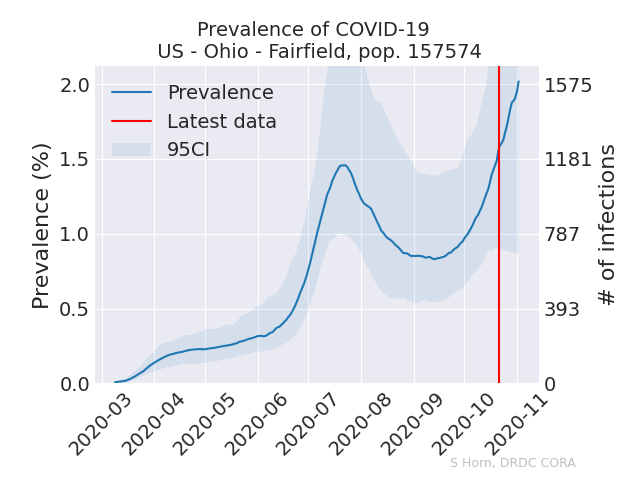 Prevalence of COVID-19
US - Ohio - Fairfield, pop. 157574
Prevalence
Latest data
95CI
Prevalence (%)
2.0
1.5
1.0
0.5
0.0
1575
1181
787
393
0
# of infections
2020-03
2020-04
2020-05
2020-06
2020-07
2020-08
2020-09
2020-10
2020-11
S Horn, DRDC CORA